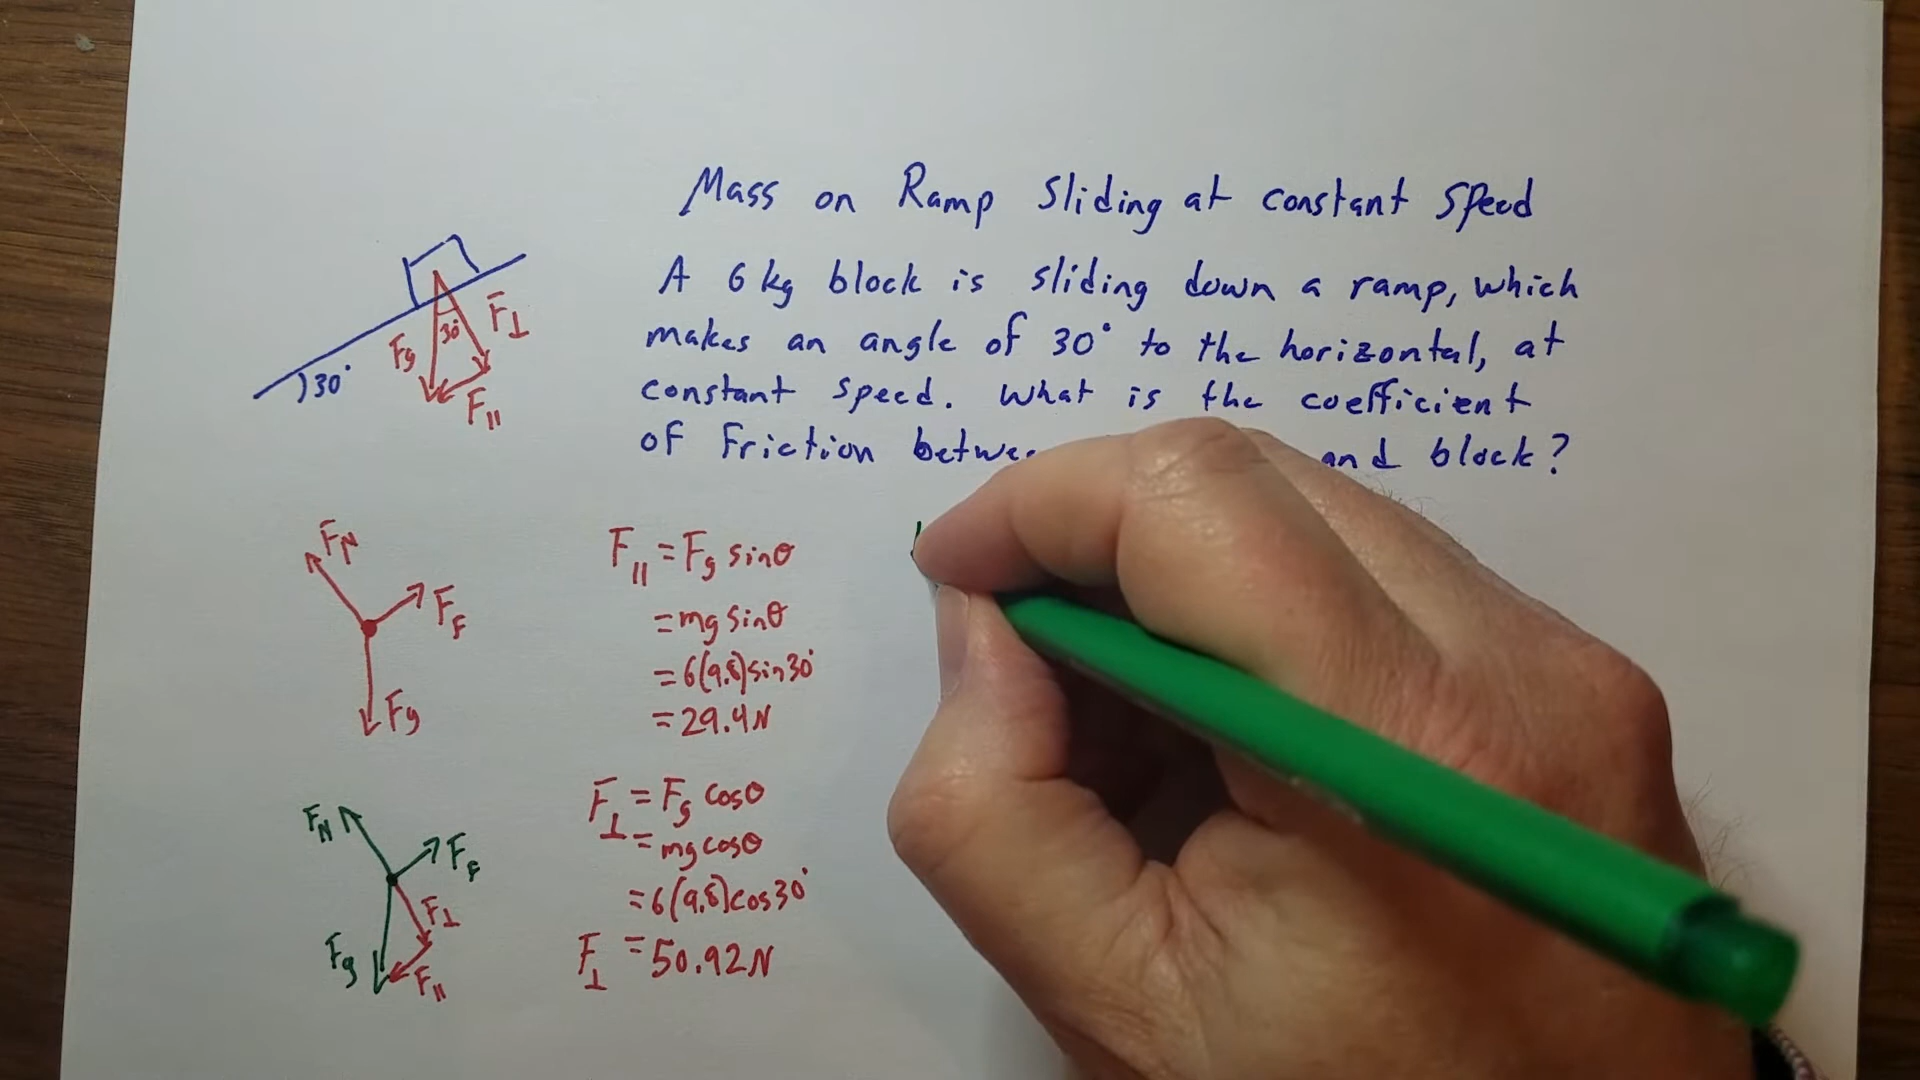 Mass on Ramp Sliding at constant speed
A 6 kg block is sliding down a ramp, which
makes an angle of 30° to the horizontal, at
constant speed. What is the coefficient
of Friction and block?
30°
Fg
30°
F⊥
F||
FN
FF
Fg
F|| = Fg sinθ
= mg sinθ
= 6(9.8)sin30°
= 29.4N
FN
FF
F⊥
Fg
F||
F⊥ = Fg cosθ
= mg cosθ
= 6(9.8)cos30°
F⊥ = 50.92N